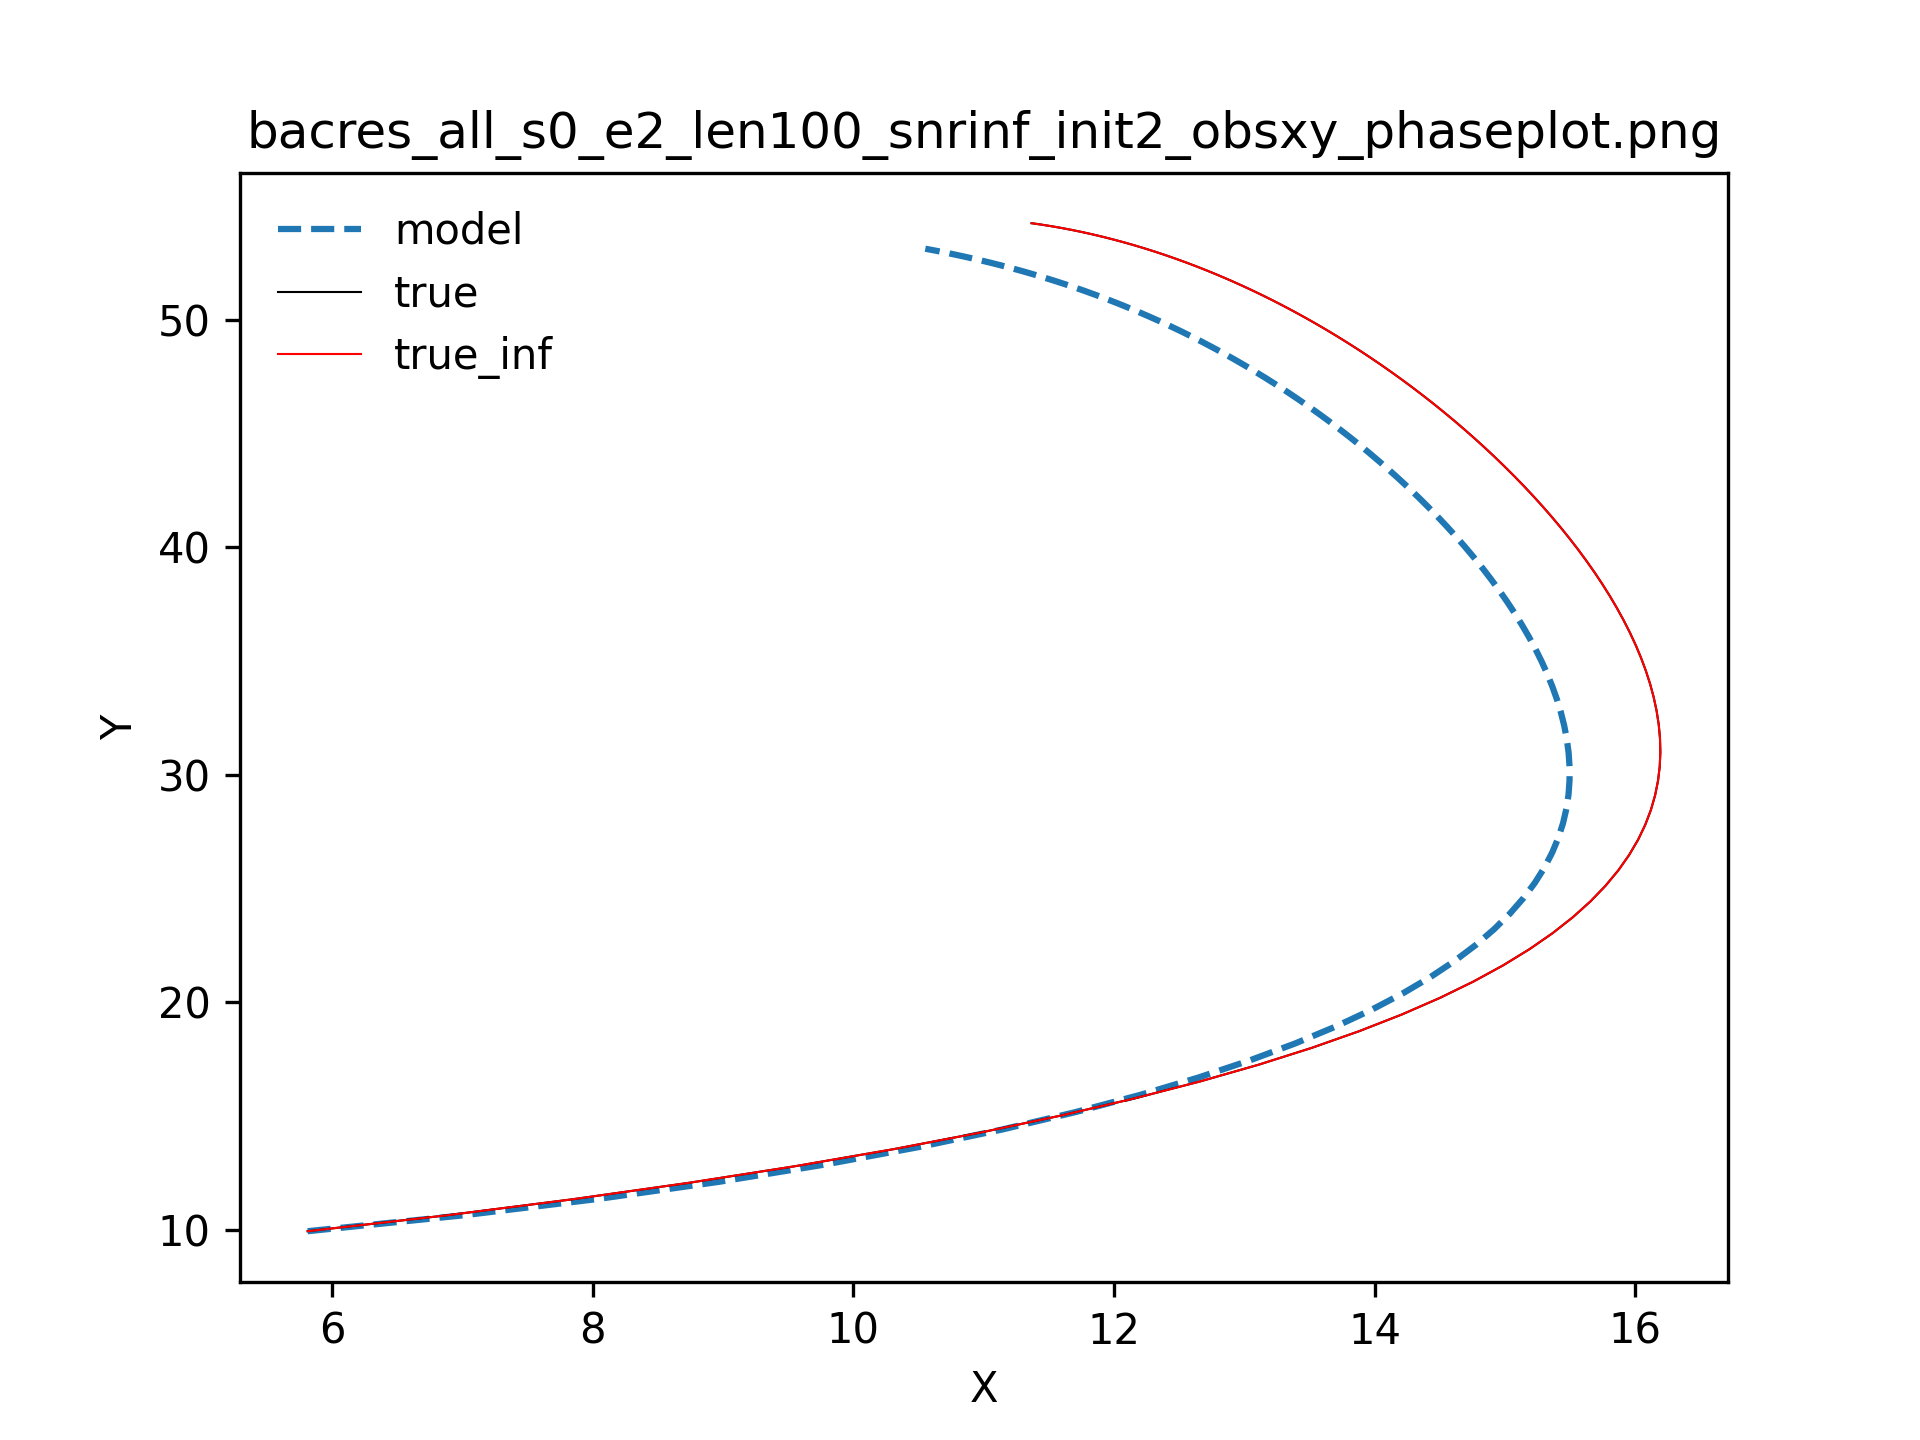 bacres_all_s0_e2_len100_snrinf_init2_obsxy_phaseplot.png
model
true
true_inf
50
40
30
20
10
Y
6 8 10 12 14 16
X